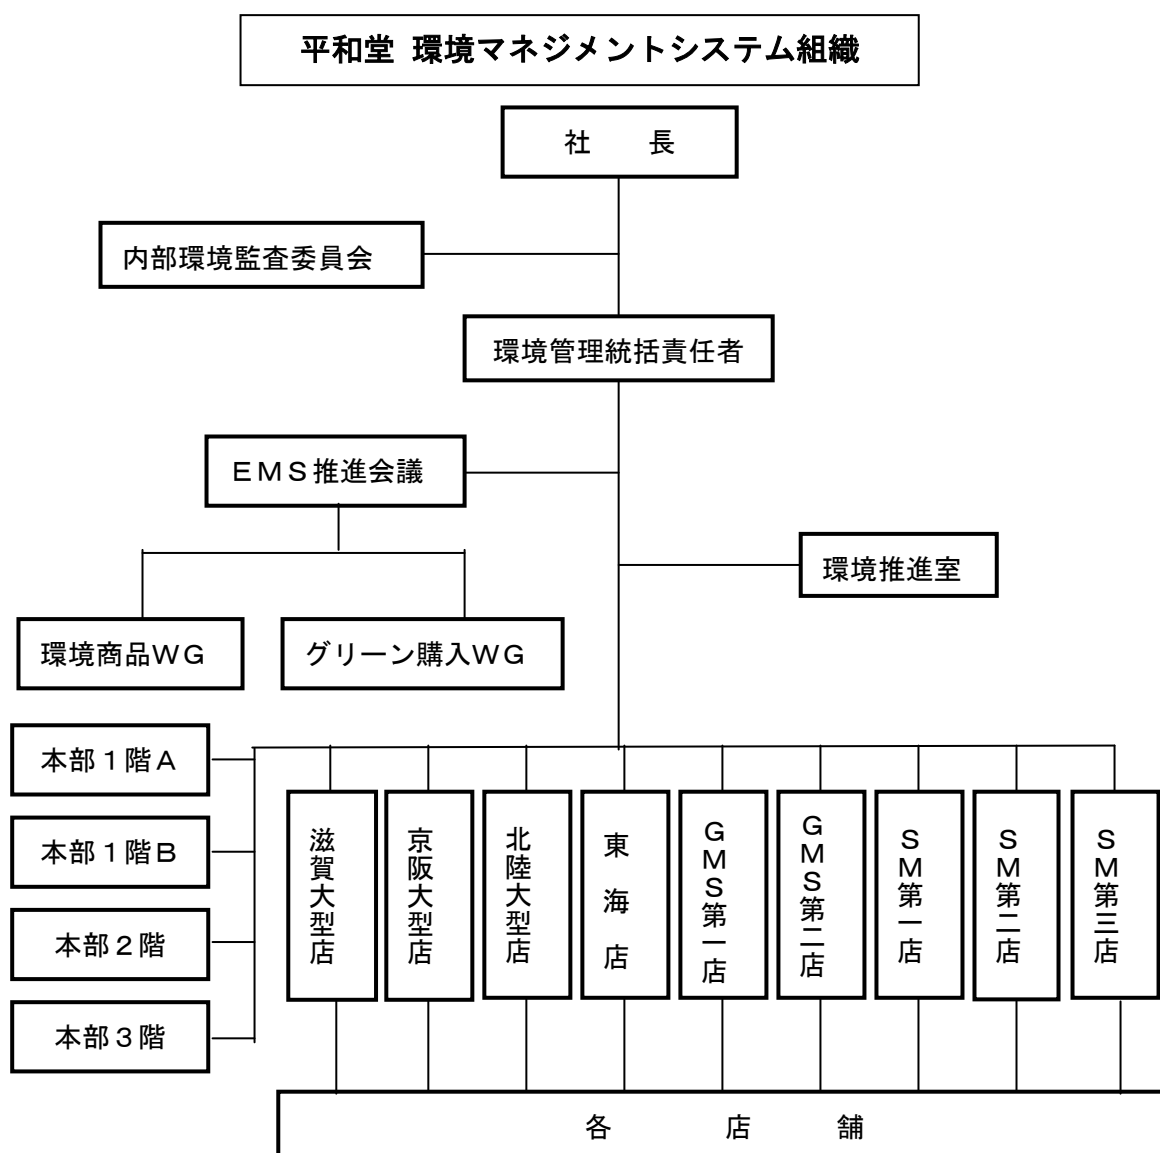 平和堂 環境マネジメントシステム組織
社　長
内部環境監査委員会
環境管理統括責任者
ＥＭＳ推進会議
環境推進室
環境商品ＷＧ
グリーン購入ＷＧ
本部１階Ａ
本部１階Ｂ
本部２階
本部３階
滋賀大型店
京阪大型店
北陸大型店
東海店
ＧＭＳ第一店
ＧＭＳ第二店
ＳＭ第一店
ＳＭ第二店
ＳＭ第三店
各　店　舗